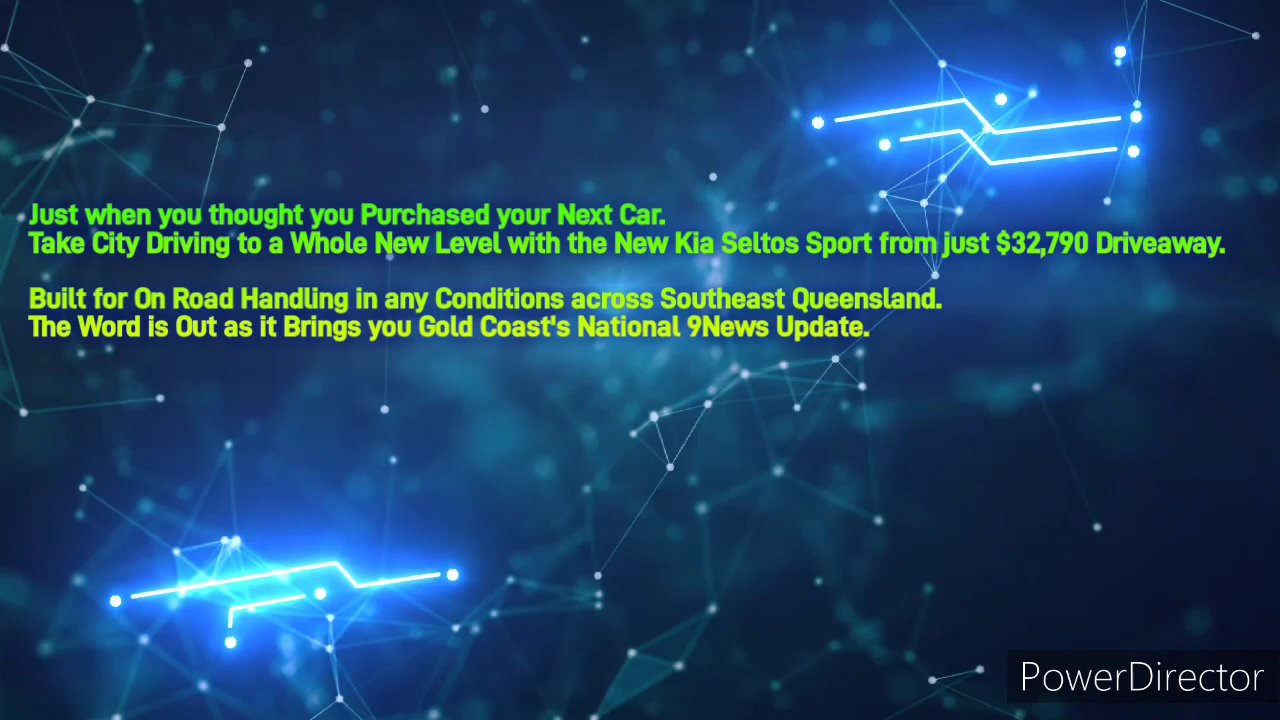 Just when you thought you Purchased your Next Car.
Take City Driving to a Whole New Level with the New Kia Seltos Sport from just $32,790 Driveaway.
Built for On Road Handling in any Conditions across Southeast Queensland.
The Word is Out as it Brings you Gold Coast's National 9News Update.
PowerDirector